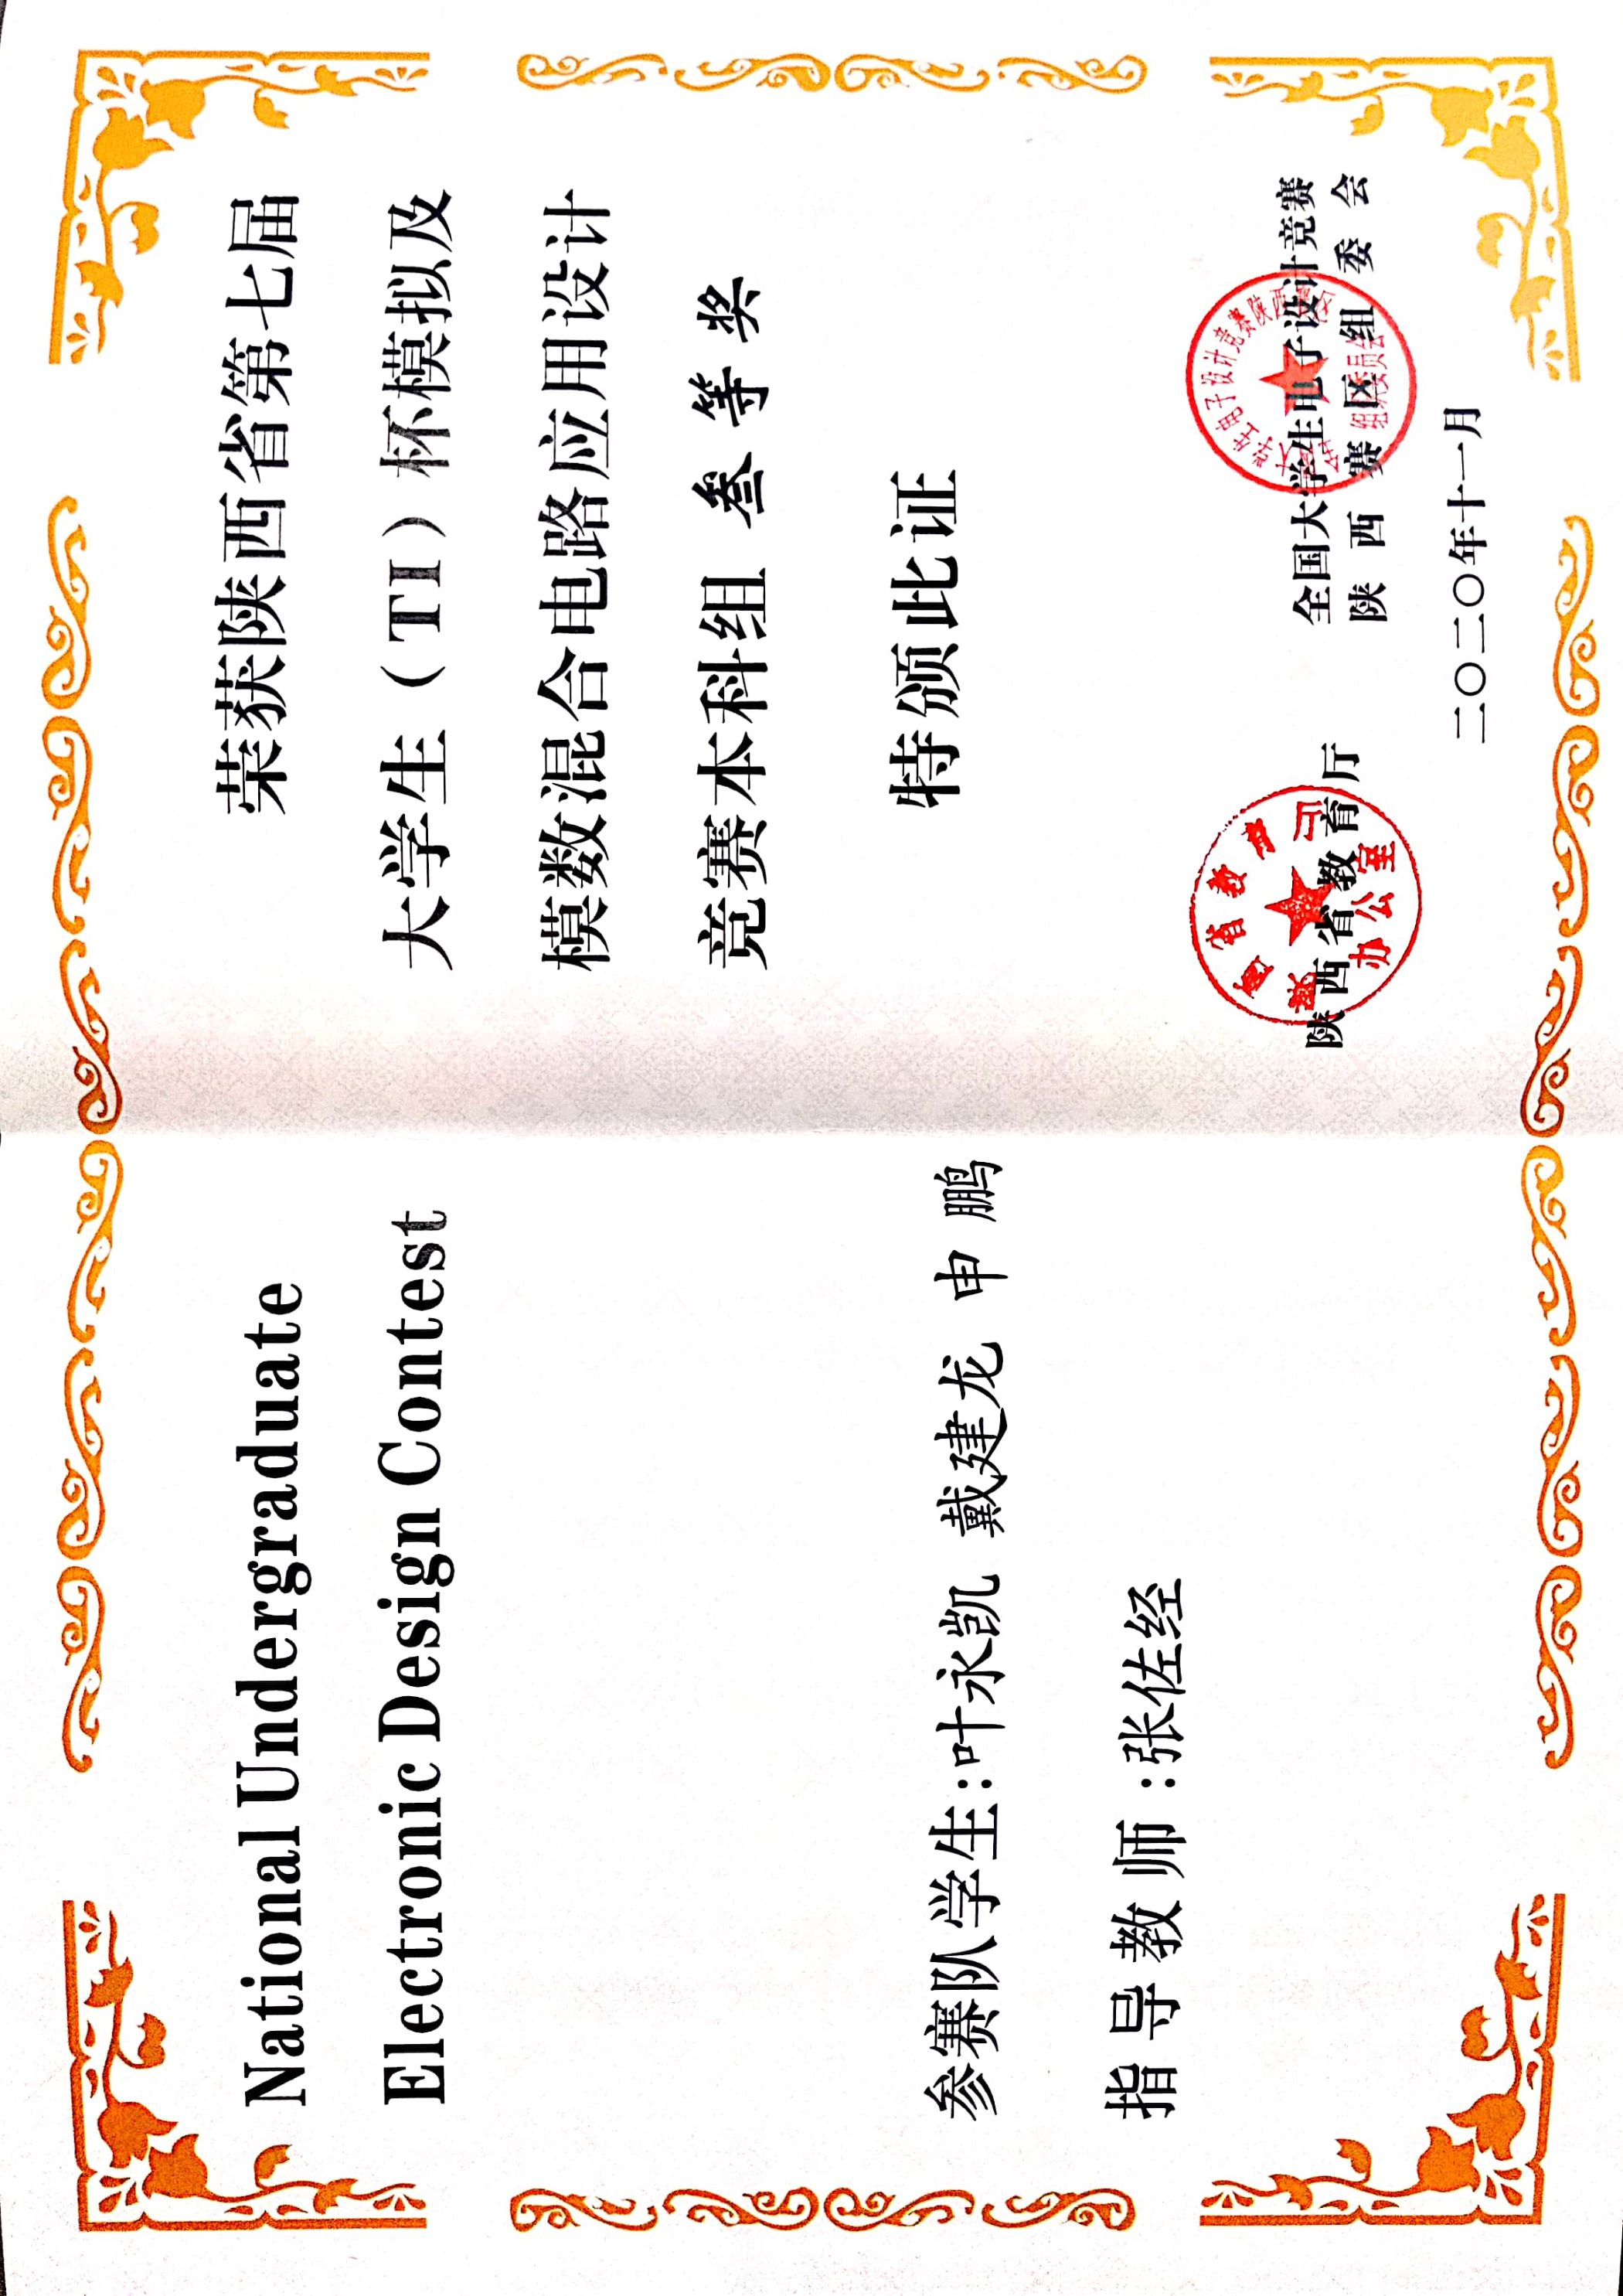 National Undergraduate
Electronic Design Contest
参赛队学生:叶永凯 戴建龙 申鹏
指导教师:张佐经
荣获陕西省第七届
大学生（TI）杯模拟及
模数混合电路应用设计
竞赛本科组 叁等奖
特颁此证
陕西省教育厅
办公室
陕西省教育厅
全国大学生电子设计竞赛陕西赛区
组织委员会
全国大学生电子设计竞赛
陕西赛区组委会
二〇二〇年十一月